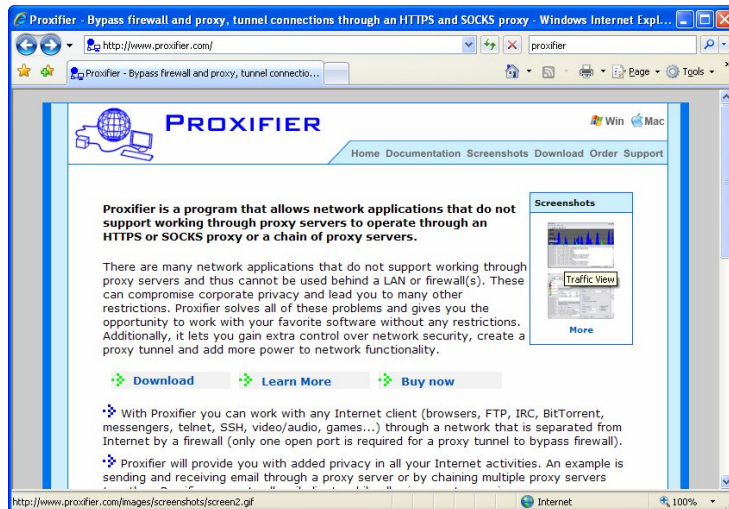 Proxifier - Bypass firewall and proxy, tunnel connections through an HTTPS and SOCKS proxy - Windows Internet Expl...
http://www.proxifier.com/
proxifier
Proxifier - Bypass firewall and proxy, tunnel connectio...
Page
Tools
PROXIFIER
Win
Mac
Home Documentation Screenshots Download Order Support
Proxifier is a program that allows network applications that do not
support working through proxy servers to operate through an
HTTPS or SOCKS proxy or a chain of proxy servers.
Screenshots
Traffic View
More
There are many network applications that do not support working through
proxy servers and thus cannot be used behind a LAN or firewall(s). These
can compromise corporate privacy and lead you to many other
restrictions. Proxifier solves all of these problems and gives you the
opportunity to work with your favorite software without any restrictions.
Additionally, it lets you gain extra control over network security, create a
proxy tunnel and add more power to network functionality.
Download
Learn More
Buy now
With Proxifier you can work with any Internet client (browsers, FTP, IRC, BitTorrent,
messengers, telnet, SSH, video/audio, games...) through a network that is separated from
Internet by a firewall (only one open port is required for a proxy tunnel to bypass firewall).
Proxifier will provide you with added privacy in all your Internet activities. An example is
sending and receiving email through a proxy server or by chaining multiple proxy servers
http://www.proxifier.com/images/screenshots/screen2.gif
Internet
100%